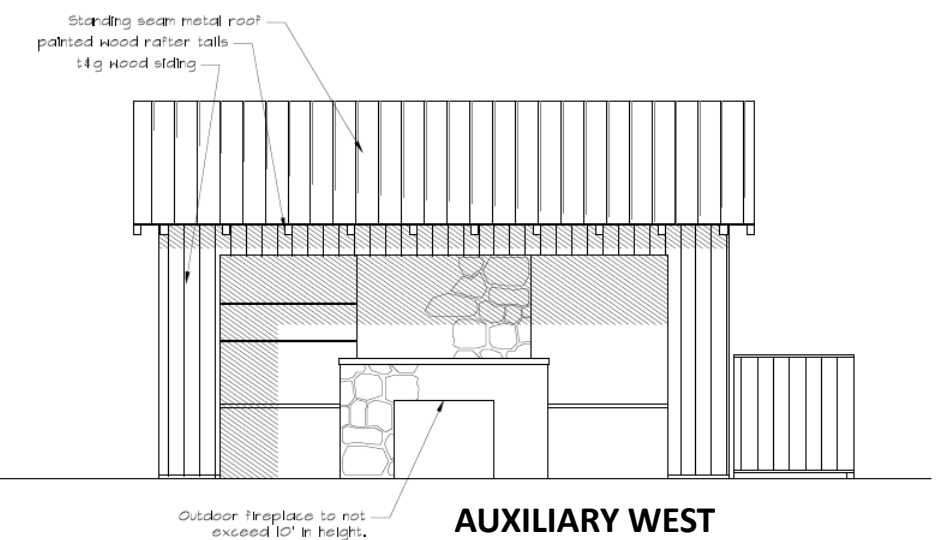 Standing seam metal roof
painted wood rafter tails
t&g wood siding
Outdoor fireplace to not
exceed 10' in height.
AUXILIARY WEST